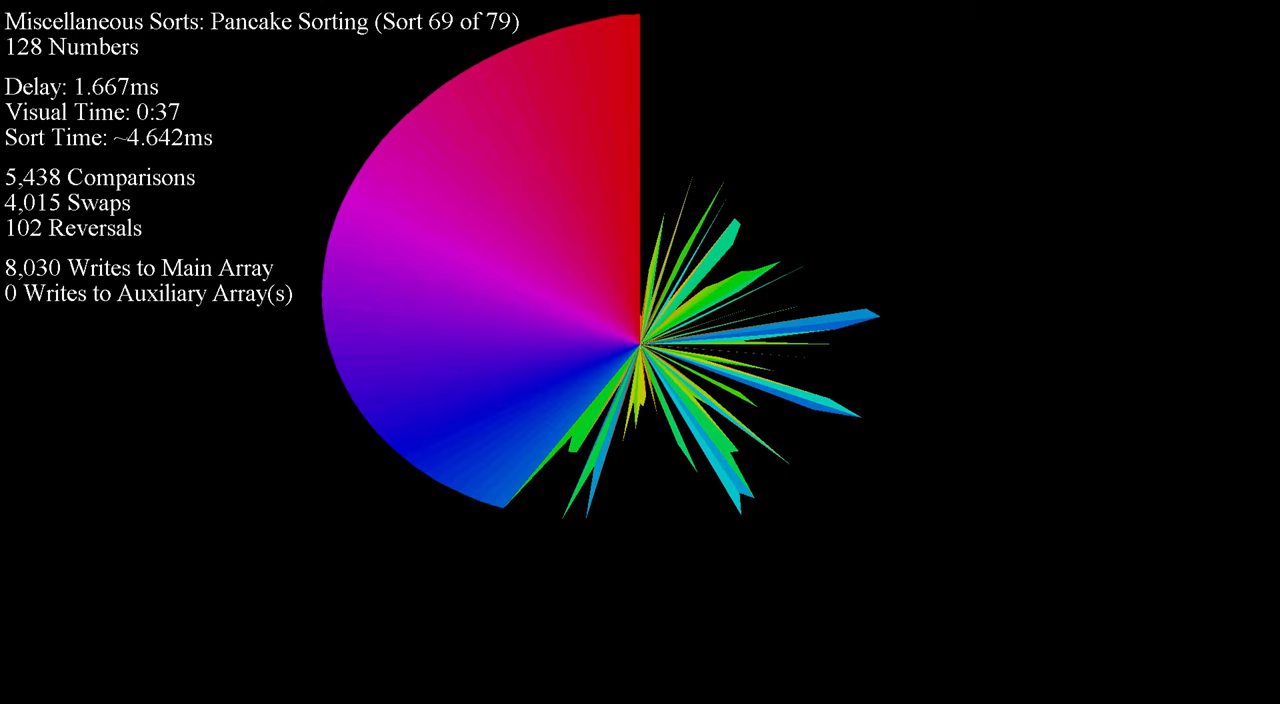 Miscellaneous Sorts: Pancake Sorting (Sort 69 of 79)
128 Numbers
Delay: 1.667ms
Visual Time: 0:37
Sort Time: ~4.642ms
5,438 Comparisons
4,015 Swaps
102 Reversals
8,030 Writes to Main Array
0 Writes to Auxiliary Array(s)